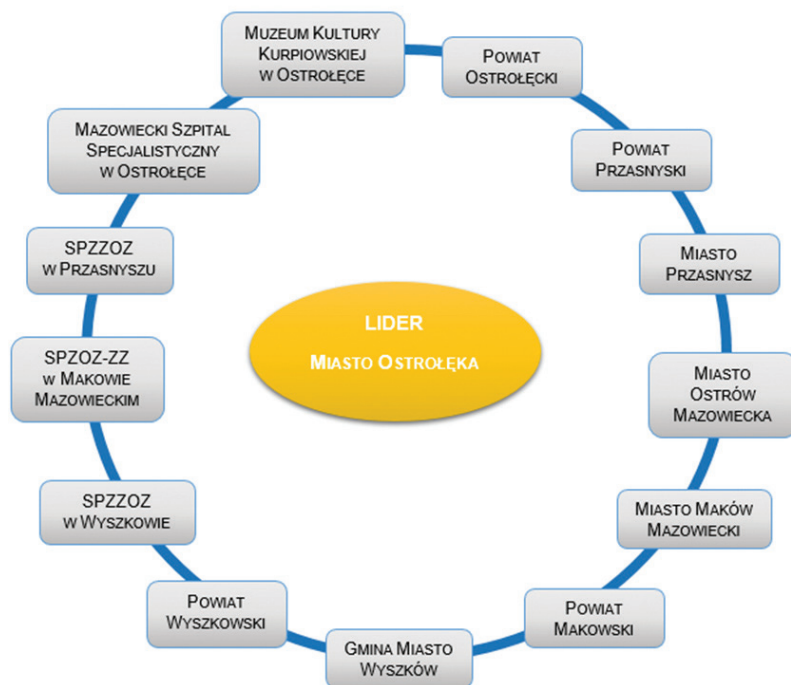 MUZEUM KULTURY
KURPIOWSKIEJ
W OSTROŁĘCE
POWIAT
OSTROŁĘCKI
POWIAT
PRZASNYSKI
MIASTO
PRZASNYSZ
MIASTO
OSTRÓW
MAZOWIECKA
MIASTO MAKÓW
MAZOWIECKI
POWIAT
MAKOWSKI
GMINA MIASTO
WYSZKÓW
POWIAT
WYSZKOWSKI
SPZZOZ
W WYSZKOWIE
SPZOZ-ZZ
W MAKOWIE
MAZOWIECKIM
SPZZOZ
W PRZASNYSZU
MAZOWIECKI SZPITAL
SPECJALISTYCZNY
W OSTROŁĘCE
LIDER
MIASTO OSTROŁĘKA